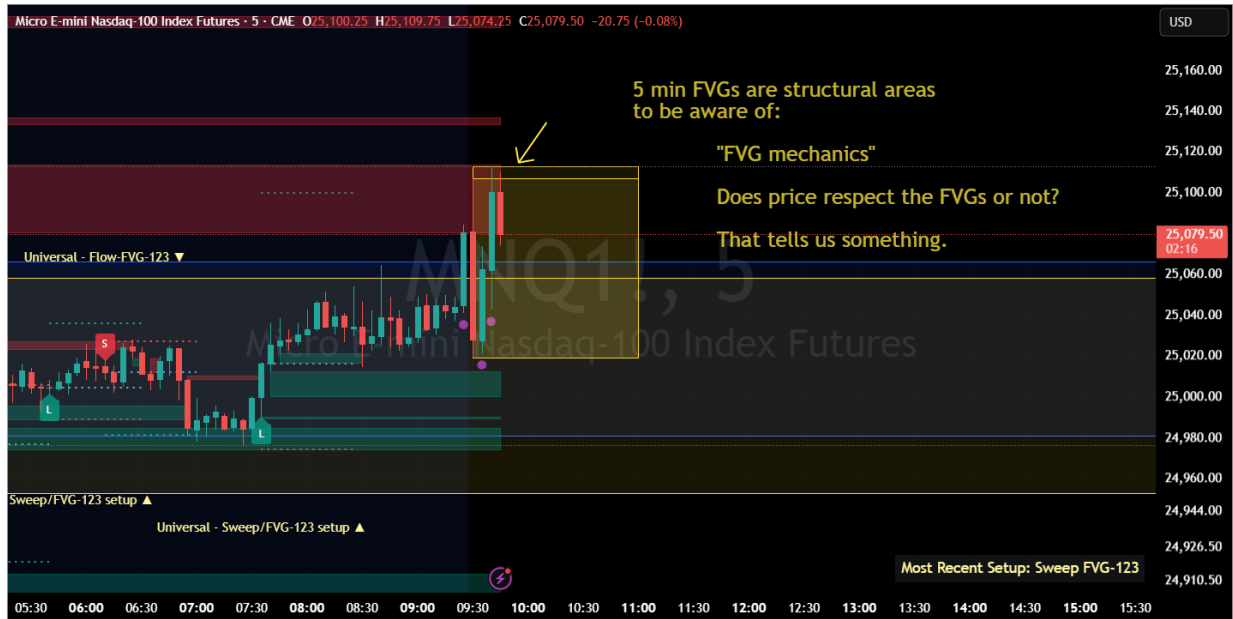 Micro E-mini Nasdaq-100 Index Futures · 5 · CME O25,100.25 H25,109.75 L25,074.25 C25,079.50 −20.75 (−0.08%)
USD
5 min FVGs are structural areas
to be aware of:
"FVG mechanics"
Does price respect the FVGs or not?
That tells us something.
Universal - Flow-FVG-123 ▼
MNQ1!, 5
Micro E-mini Nasdaq-100 Index Futures
S
L
L
Sweep/FVG-123 setup ▲
Universal - Sweep/FVG-123 setup ▲
Most Recent Setup: Sweep FVG-123
25,160.00
25,140.00
25,120.00
25,100.00
25,079.50
02:16
25,060.00
25,040.00
25,020.00
25,000.00
24,980.00
24,960.00
24,944.00
24,926.50
24,910.50
05:30 06:00 06:30 07:00 07:30 08:00 08:30 09:00 09:30 10:00 10:30 11:00 11:30 12:00 12:30 13:00 13:30 14:00 14:30 15:00 15:30